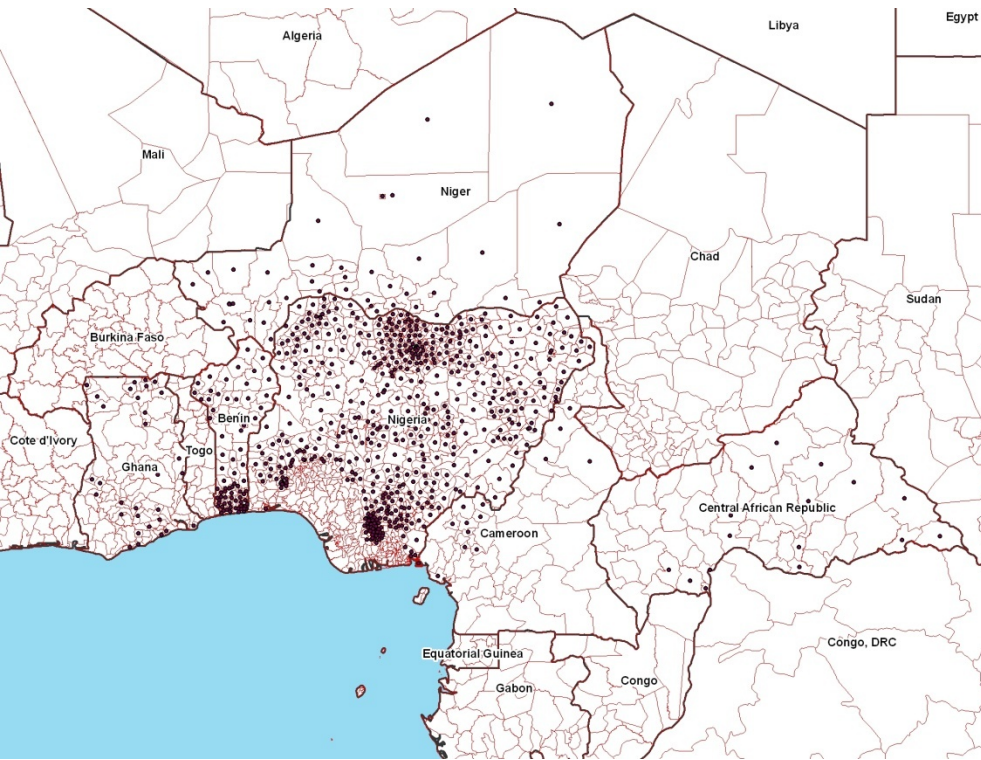 Egypt
Libya
Algeria
Mali
Niger
Chad
Sudan
Burkina Faso
Nigeria
Benin
Cote d'Ivory
Togo
Ghana
Central African Republic
Cameroon
Congo, DRC
Equatorial Guinea
Congo
Gabon